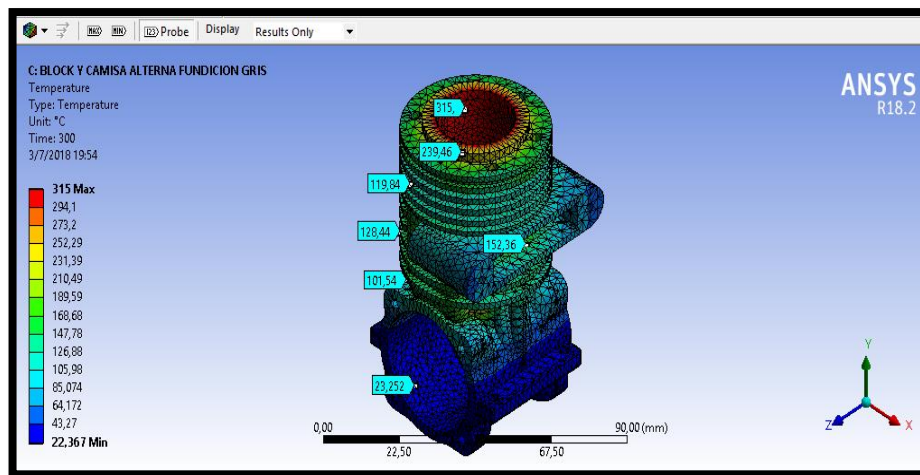 MAX MIN 123 Probe Display Results Only
C: BLOCK Y CAMISA ALTERNA FUNDICION GRIS
Temperature
Type: Temperature
Unit: °C
Time: 300
3/7/2018 19:54
ANSYS
R18.2
315 Max
294,1
273,2
252,29
231,39
210,49
189,59
168,68
147,78
126,88
105,98
85,074
64,172
43,27
22,367 Min
315,
239,46
119,84
128,44
152,36
101,54
23,252
0,00
22,50
67,50
90,00 (mm)
Y
Z
X